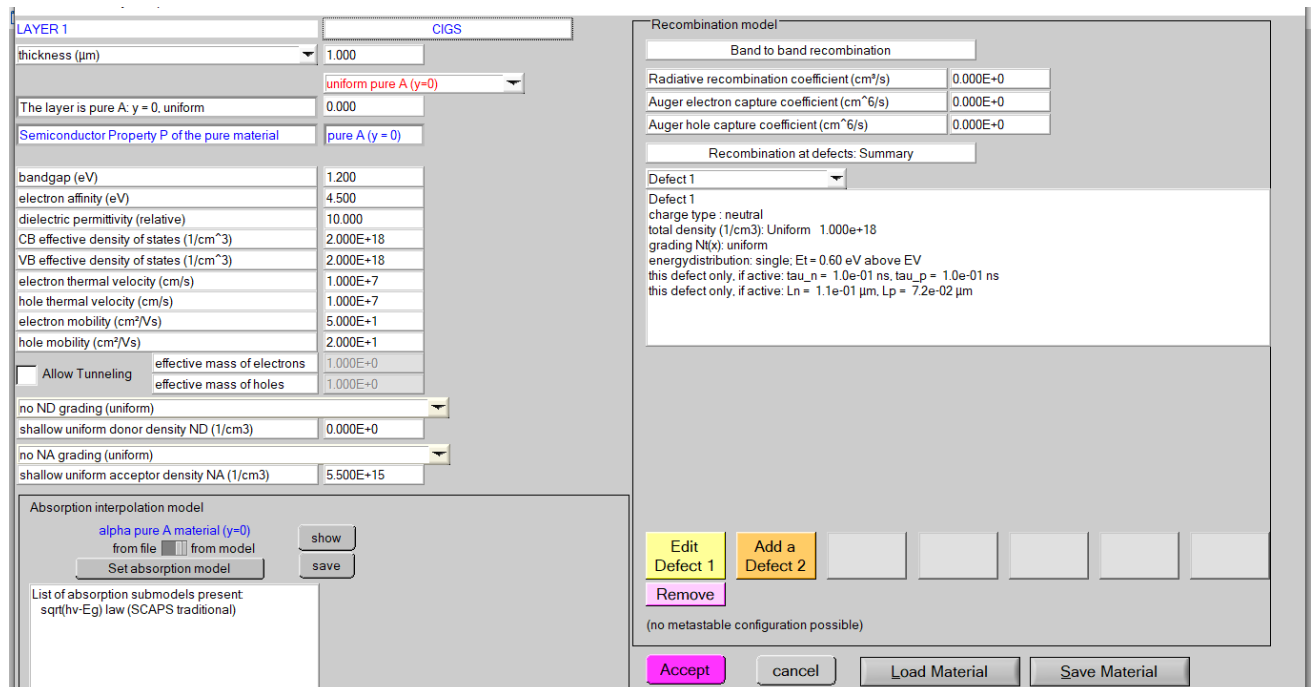 LAYER 1 CIGS
thickness (µm) 1.000
uniform pure A (y=0)
The layer is pure A: y = 0, uniform 0.000
Semiconductor Property P of the pure material pure A (y = 0)
bandgap (eV) 1.200
electron affinity (eV) 4.500
dielectric permittivity (relative) 10.000
CB effective density of states (1/cm^3) 2.000E+18
VB effective density of states (1/cm^3) 2.000E+18
electron thermal velocity (cm/s) 1.000E+7
hole thermal velocity (cm/s) 1.000E+7
electron mobility (cm²/Vs) 5.000E+1
hole mobility (cm²/Vs) 2.000E+1
Allow Tunneling
effective mass of electrons 1.000E+0
effective mass of holes 1.000E+0
no ND grading (uniform)
shallow uniform donor density ND (1/cm3) 0.000E+0
no NA grading (uniform)
shallow uniform acceptor density NA (1/cm3) 5.500E+15
Absorption interpolation model
alpha pure A material (y=0)
from file from model
show
Set absorption model
save
List of absorption submodels present:
sqrt(hv-Eg) law (SCAPS traditional)
Recombination model
Band to band recombination
Radiative recombination coefficient (cm³/s) 0.000E+0
Auger electron capture coefficient (cm^6/s) 0.000E+0
Auger hole capture coefficient (cm^6/s) 0.000E+0
Recombination at defects: Summary
Defect 1
Defect 1
charge type : neutral
total density (1/cm3): Uniform 1.000e+18
grading Nt(x): uniform
energydistribution: single; Et = 0.60 eV above EV
this defect only, if active: tau_n = 1.0e-01 ns, tau_p = 1.0e-01 ns
this defect only, if active: Ln = 1.1e-01 µm, Lp = 7.2e-02 µm
Edit
Defect 1
Add a
Defect 2
Remove
(no metastable configuration possible)
Accept cancel Load Material Save Material